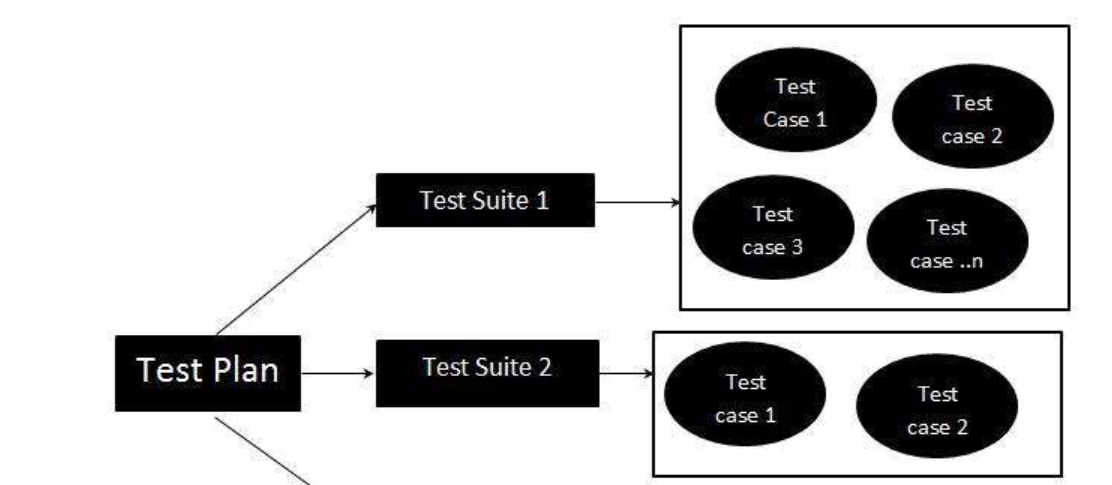 Test
Case 1
Test
case 2
Test Suite 1
Test
case 3
Test
case ..n
Test Plan
Test Suite 2
Test
case 1
Test
case 2